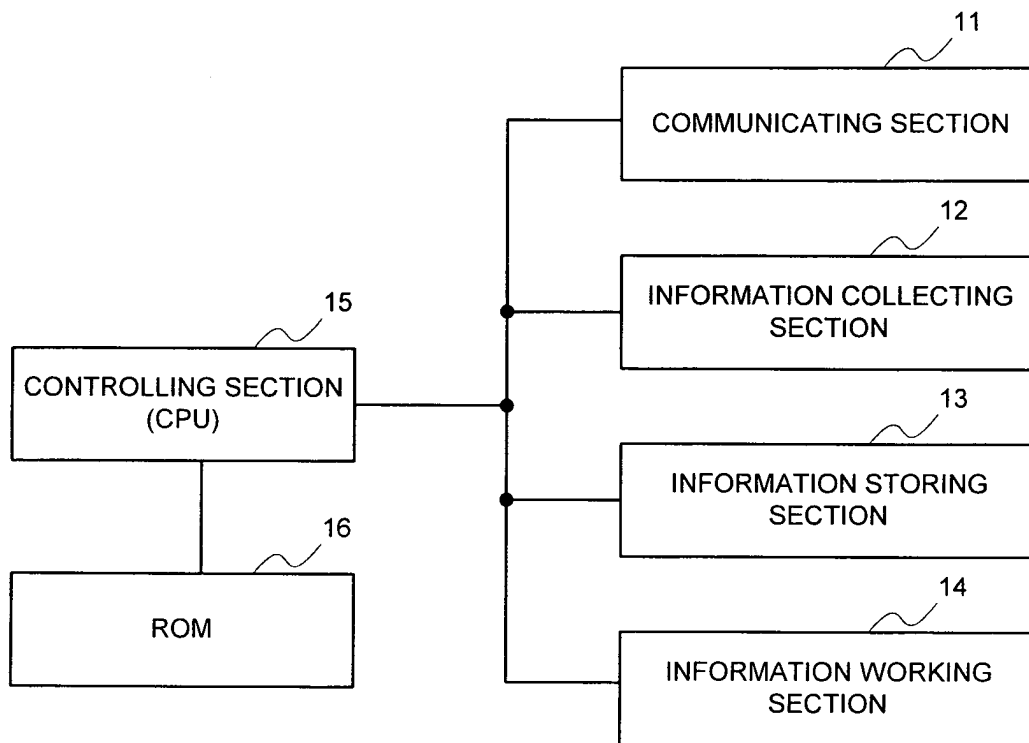 11
COMMUNICATING SECTION
12
INFORMATION COLLECTING
SECTION
15
CONTROLLING SECTION
(CPU)
13
INFORMATION STORING
SECTION
16
ROM
14
INFORMATION WORKING
SECTION